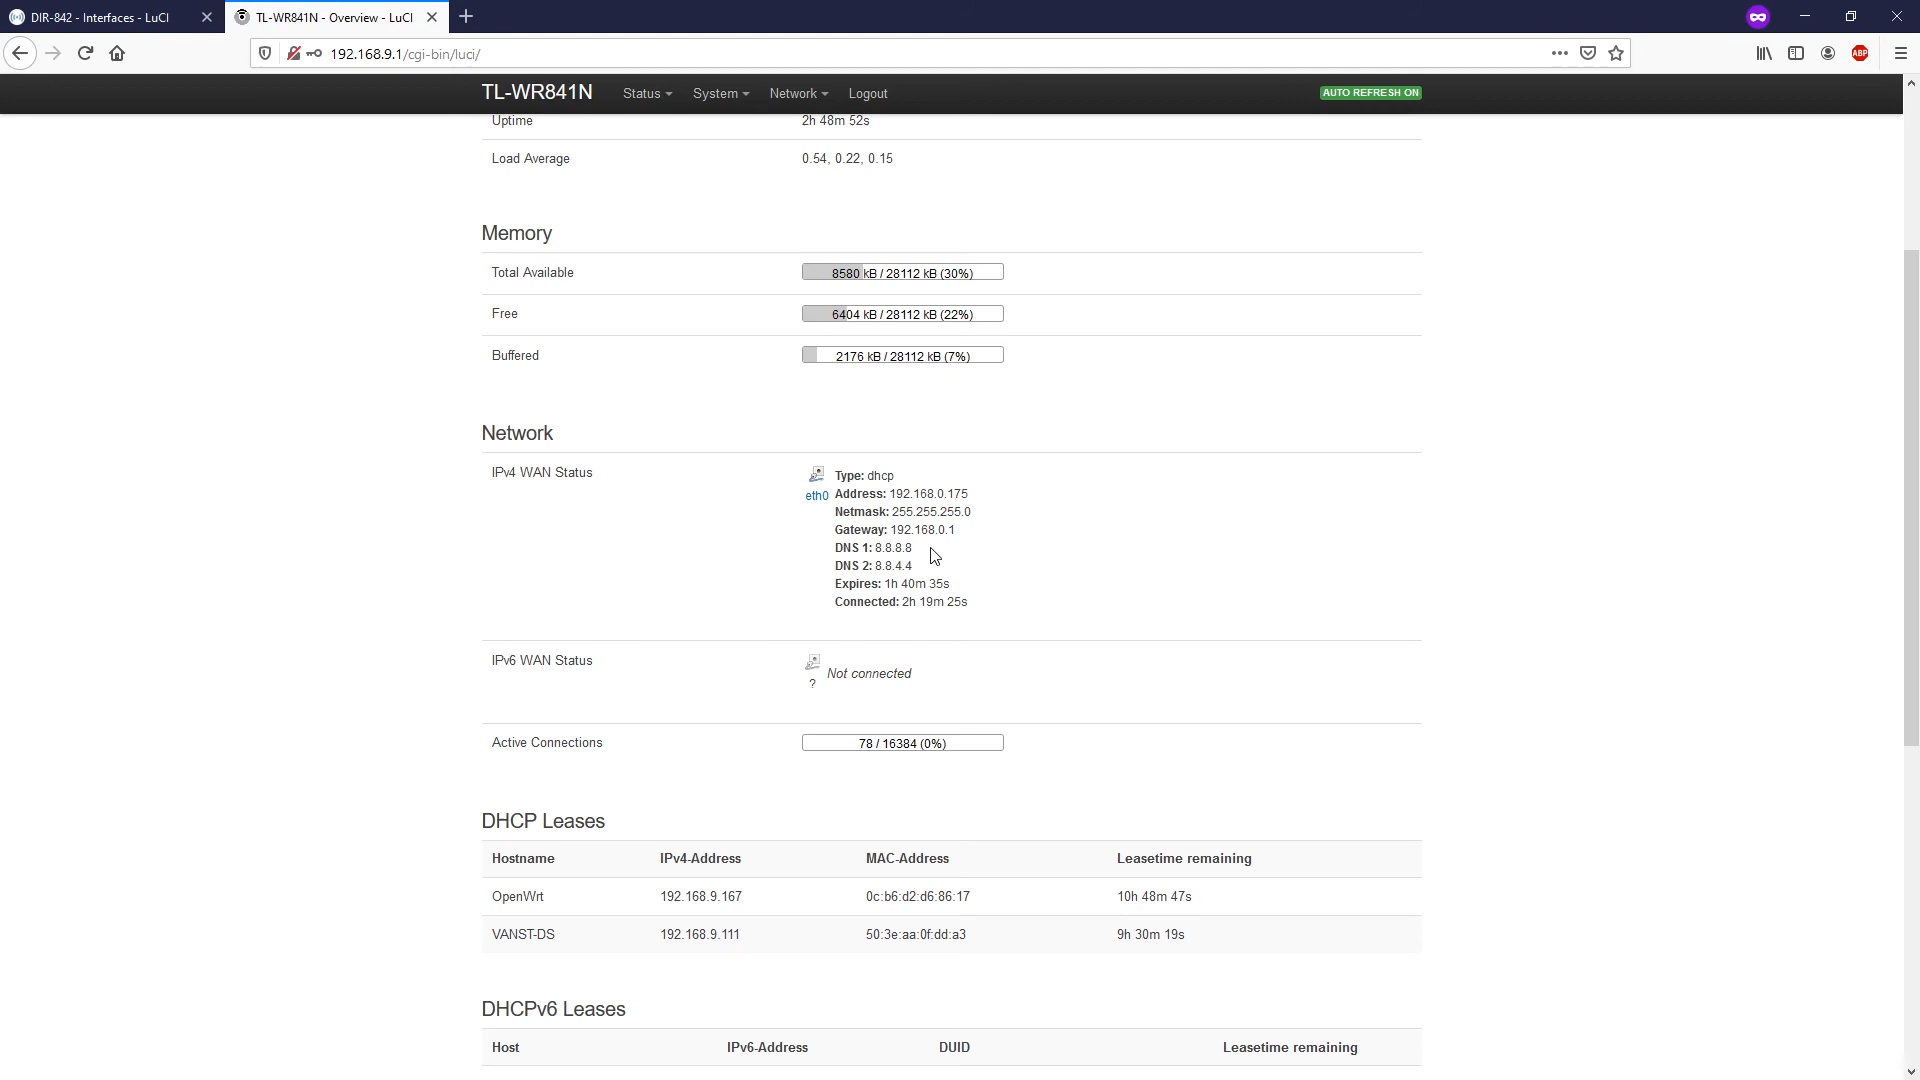 DIR-842 - Interfaces - LuCI
TL-WR841N - Overview - LuCI
192.168.9.1/cgi-bin/luci/
ABP
TL-WR841N Status System Network Logout AUTO REFRESH ON
Uptime 2h 48m 52s
Load Average 0.54, 0.22, 0.15
Memory
Total Available 8580 kB / 28112 kB (30%)
Free 6404 kB / 28112 kB (22%)
Buffered 2176 kB / 28112 kB (7%)
Network
IPv4 WAN Status
eth0
Type: dhcp
Address: 192.168.0.175
Netmask: 255.255.255.0
Gateway: 192.168.0.1
DNS 1: 8.8.8.8
DNS 2: 8.8.4.4
Expires: 1h 40m 35s
Connected: 2h 19m 25s
IPv6 WAN Status
?
Not connected
Active Connections 78 / 16384 (0%)
DHCP Leases
Hostname IPv4-Address MAC-Address Leasetime remaining
OpenWrt 192.168.9.167 0c:b6:d2:d6:86:17 10h 48m 47s
VANST-DS 192.168.9.111 50:3e:aa:0f:dd:a3 9h 30m 19s
DHCPv6 Leases
Host IPv6-Address DUID Leasetime remaining